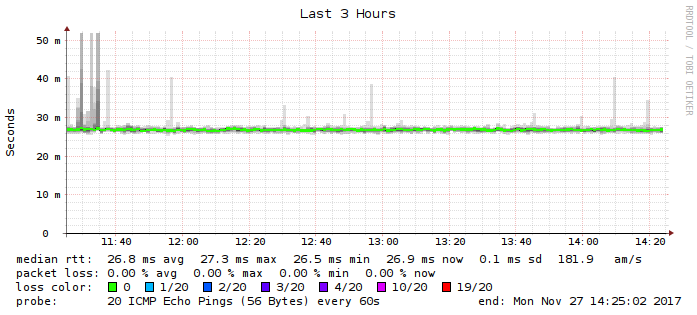 Last 3 Hours
RRDTOOL / TOBI OETIKER
Seconds
50 m
40 m
30 m
20 m
10 m
0
11:40 12:00 12:20 12:40 13:00 13:20 13:40 14:00 14:20
median rtt: 26.8 ms avg 27.3 ms max 26.5 ms min 26.9 ms now 0.1 ms sd 181.9 am/s
packet loss: 0.00 % avg 0.00 % max 0.00 % min 0.00 % now
loss color: 0 1/20 2/20 3/20 4/20 10/20 19/20
probe: 20 ICMP Echo Pings (56 Bytes) every 60s end: Mon Nov 27 14:25:02 2017